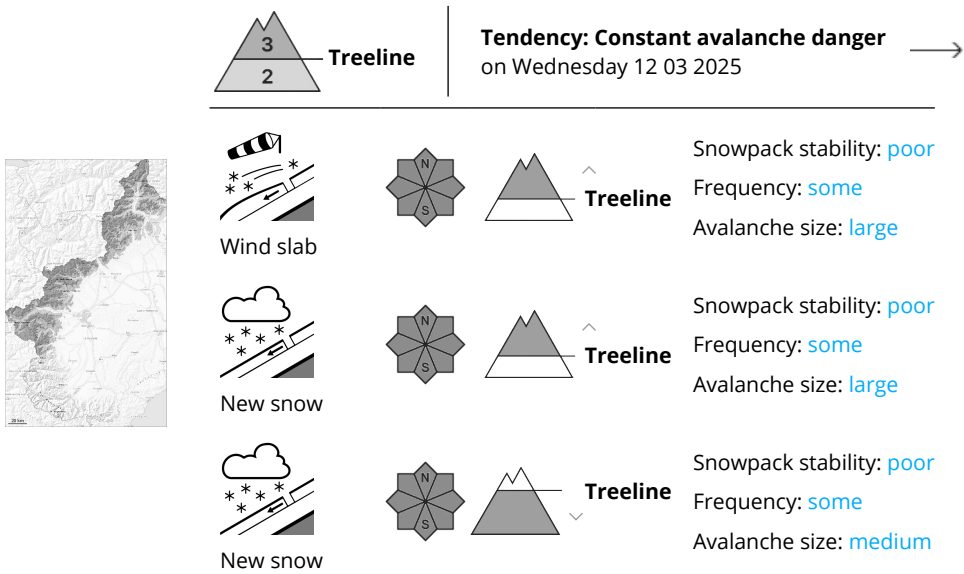 3
2
Treeline
Tendency: Constant avalanche danger
on Wednesday 12 03 2025
N
S
Treeline
Snowpack stability: poor
Frequency: some
Avalanche size: large
Wind slab
N
S
Treeline
Snowpack stability: poor
Frequency: some
Avalanche size: large
New snow
N
S
Treeline
Snowpack stability: poor
Frequency: some
Avalanche size: medium
New snow
20 km